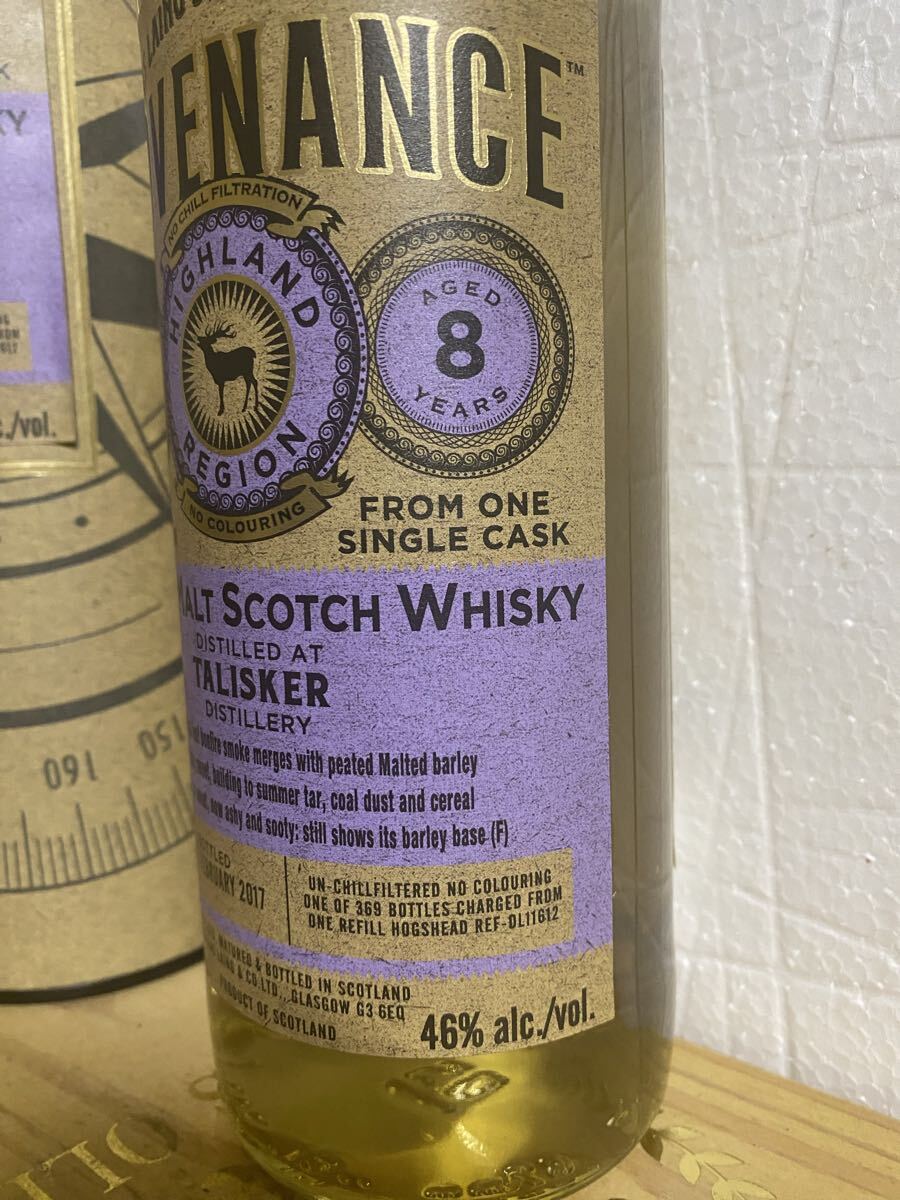 VENANCE™
NO CHILL FILTRATION
HIGHLAND
REGION
NO COLOURING
AGED
8
YEARS
FROM ONE
SINGLE CASK
SCOTCH WHISKY
DISTILLED AT
TALISKER
DISTILLERY
bonfire smoke merges with peated Malted barley
building to summer tar, coal dust and cereal
now ashy and sooty; still shows its barley base (F)
2017
UN-CHILLFILTERED NO COLOURING
ONE OF 369 BOTTLES CHARGED FROM
ONE REFILL HOGSHEAD REF-DL11612
MATURED & BOTTLED IN SCOTLAND
LAING & CO. LTD., GLASGOW G3 6EQ
PRODUCT OF SCOTLAND
46% alc./vol.
KY
./vol.
160
150